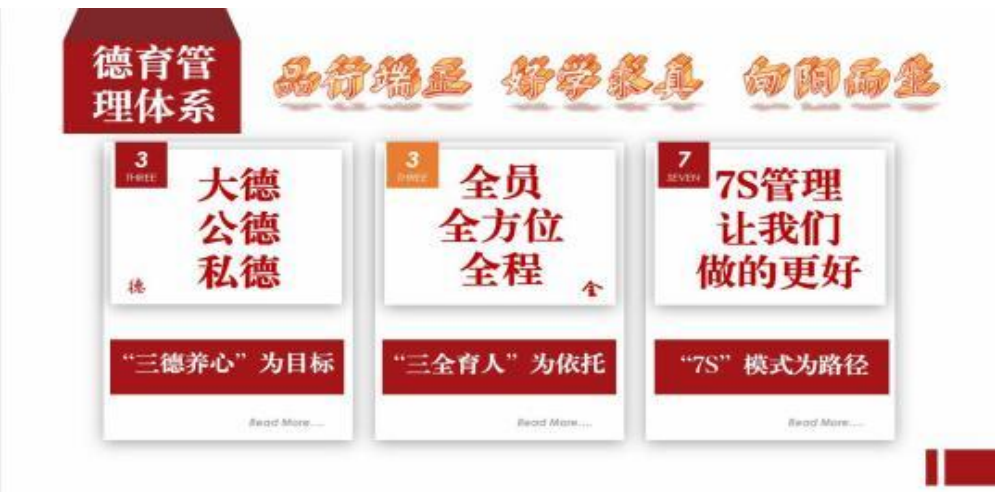 德育管
理体系
品行端正 好学求真 向阳而生
3
THREE
大德
公德
私德
德
“三德养心”为目标
Read More....
3
THREE
全员
全方位
全程
全
“三全育人”为依托
Read More....
7
SEVEN
7S管理
让我们
做的更好
“7S”模式为路径
Read More....